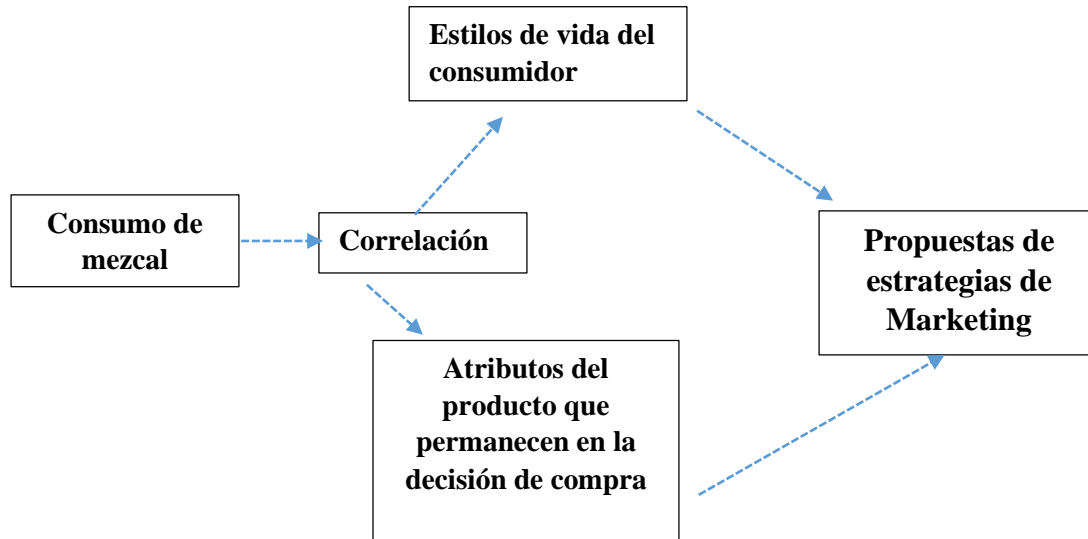 Estilos de vida del
consumidor
Consumo de
mezcal
Correlación
Propuestas de
estrategias de
Marketing
Atributos del
producto que
permanecen en la
decisión de compra